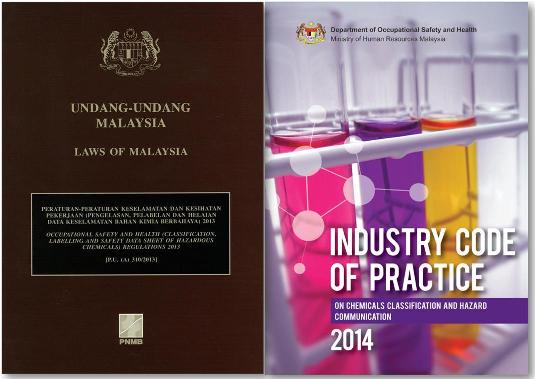 UNDANG-UNDANG
MALAYSIA
LAWS OF MALAYSIA
PERATURAN-PERATURAN KESELAMATAN DAN KESIHATAN
PEKERJAAN (PENGELASAN, PELABELAN DAN HELAIAN
DATA KESELAMATAN BAHAN KIMIA BERBAHAYA) 2013
OCCUPATIONAL SAFETY AND HEALTH (CLASSIFICATION,
LABELLING AND SAFETY DATA SHEET OF HAZARDOUS
CHEMICALS) REGULATIONS 2013
[P.U. (A) 310/2013]
PNMB
Department of Occupational Safety and Health
Ministry of Human Resources Malaysia
INDUSTRY CODE
OF PRACTICE
ON CHEMICALS CLASSIFICATION AND HAZARD
COMMUNICATION
2014